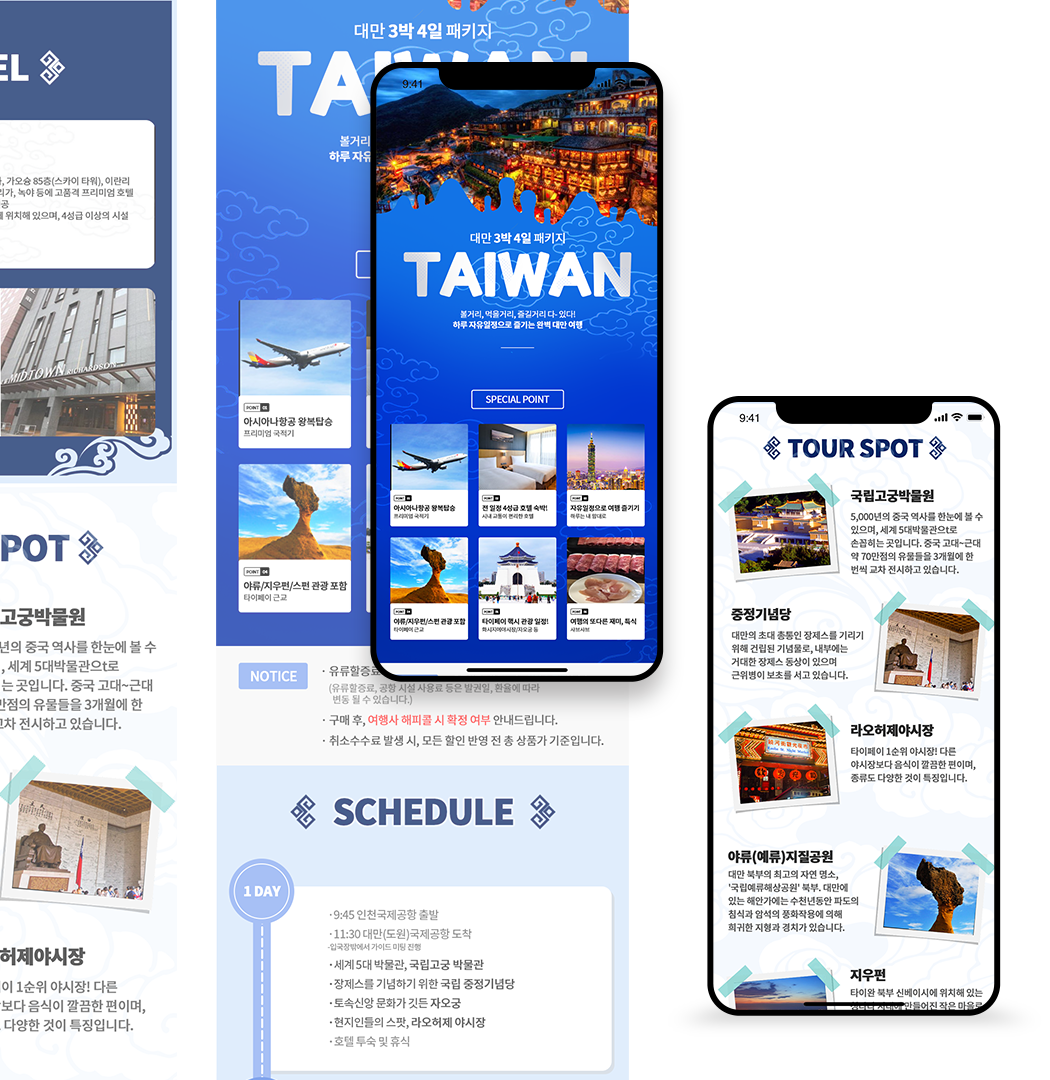 EL
, 가오슝 85층(스카이 타워), 이란리
리가, 녹야 등에 고품격 프리미엄 호텔
공
에 위치해 있으며, 4성급 이상의 시설
MIDTOWN RICHARDSON
POT
고궁박물원
년의 중국 역사를 한눈에 볼 수
, 세계 5대박물관으로
는 곳입니다. 중국 고대~근대
만점의 유물들을 3개월에 한
교차 전시하고 있습니다.
허제야시장
이 1순위 야시장! 다른
보다 음식이 깔끔한 편이며,
다양한 것이 특징입니다.
대만 3박 4일 패키지
TAIWAN
볼거리
하루 자유
POINT 01
아시아나항공 왕복탑승
프리미엄 국적기
POINT 04
야류/지우펀/스펀 관광 포함
타이페이 근교
NOTICE
· 유류할증료
(유류할증료, 공항 시설 사용료 등은 발권일, 환율에 따라
변동 될 수 있습니다.)
· 구매 후, 여행사 해피콜 시 확정 여부 안내드립니다.
· 취소수수료 발생 시, 모든 할인 반영 전 총 상품가 기준입니다.
SCHEDULE
1 DAY
· 9:45 인천국제공항 출발
· 11:30 대만(도원)국제공항 도착
-입국장밖에서 가이드 미팅 진행
· 세계 5대 박물관, 국립고궁 박물관
· 장제스를 기념하기 위한 국립 중정기념당
· 토속신앙 문화가 깃든 자오궁
· 현지인들의 스팟, 라오허제 야시장
· 호텔 투숙 및 휴식
9:41
대만 3박 4일 패키지
TAIWAN
볼거리, 먹을거리, 즐길거리 다- 있다!
하루 자유일정으로 즐기는 완벽 대만 여행
SPECIAL POINT
아시아나항공 왕복탑승
프리미엄 국적기
전 일정 4성급 호텔 숙박!
시내 교통이 편리한 호텔
자유일정으로 여행 즐기기
하루는 내 맘대로
야류/지우펀/스펀 관광 포함
타이페이 근교
타이페이 핵시 관광 일정!
화시지에야시장/자오궁 등
여행의 또다른 재미, 특식
샤브샤브
9:41
TOUR SPOT
국립고궁박물원
5,000년의 중국 역사를 한눈에 볼 수
있으며, 세계 5대박물관으로
손꼽히는 곳입니다. 중국 고대~근대
약 70만점의 유물들을 3개월에 한
번씩 교차 전시하고 있습니다.
중정기념당
대만의 초대 총통인 장제스를 기리기
위해 건립된 기념물로, 내부에는
거대한 장제스 동상이 있으며
근위병이 보초를 서고 있습니다.
라오허제야시장
타이페이 1순위 야시장! 다른
야시장보다 음식이 깔끔한 편이며,
종류도 다양한 것이 특징입니다.
야류(예류)지질공원
대만 북부의 최고의 자연 명소,
'국립예류해상공원' 북부. 대만에
있는 해안가에는 수천년동안 파도의
침식과 암석의 풍화작용에 의해
희귀한 지형과 경치가 있습니다.
지우펀
타이완 북부 신베이시에 위치해 있는
만들어진 작은 마을로